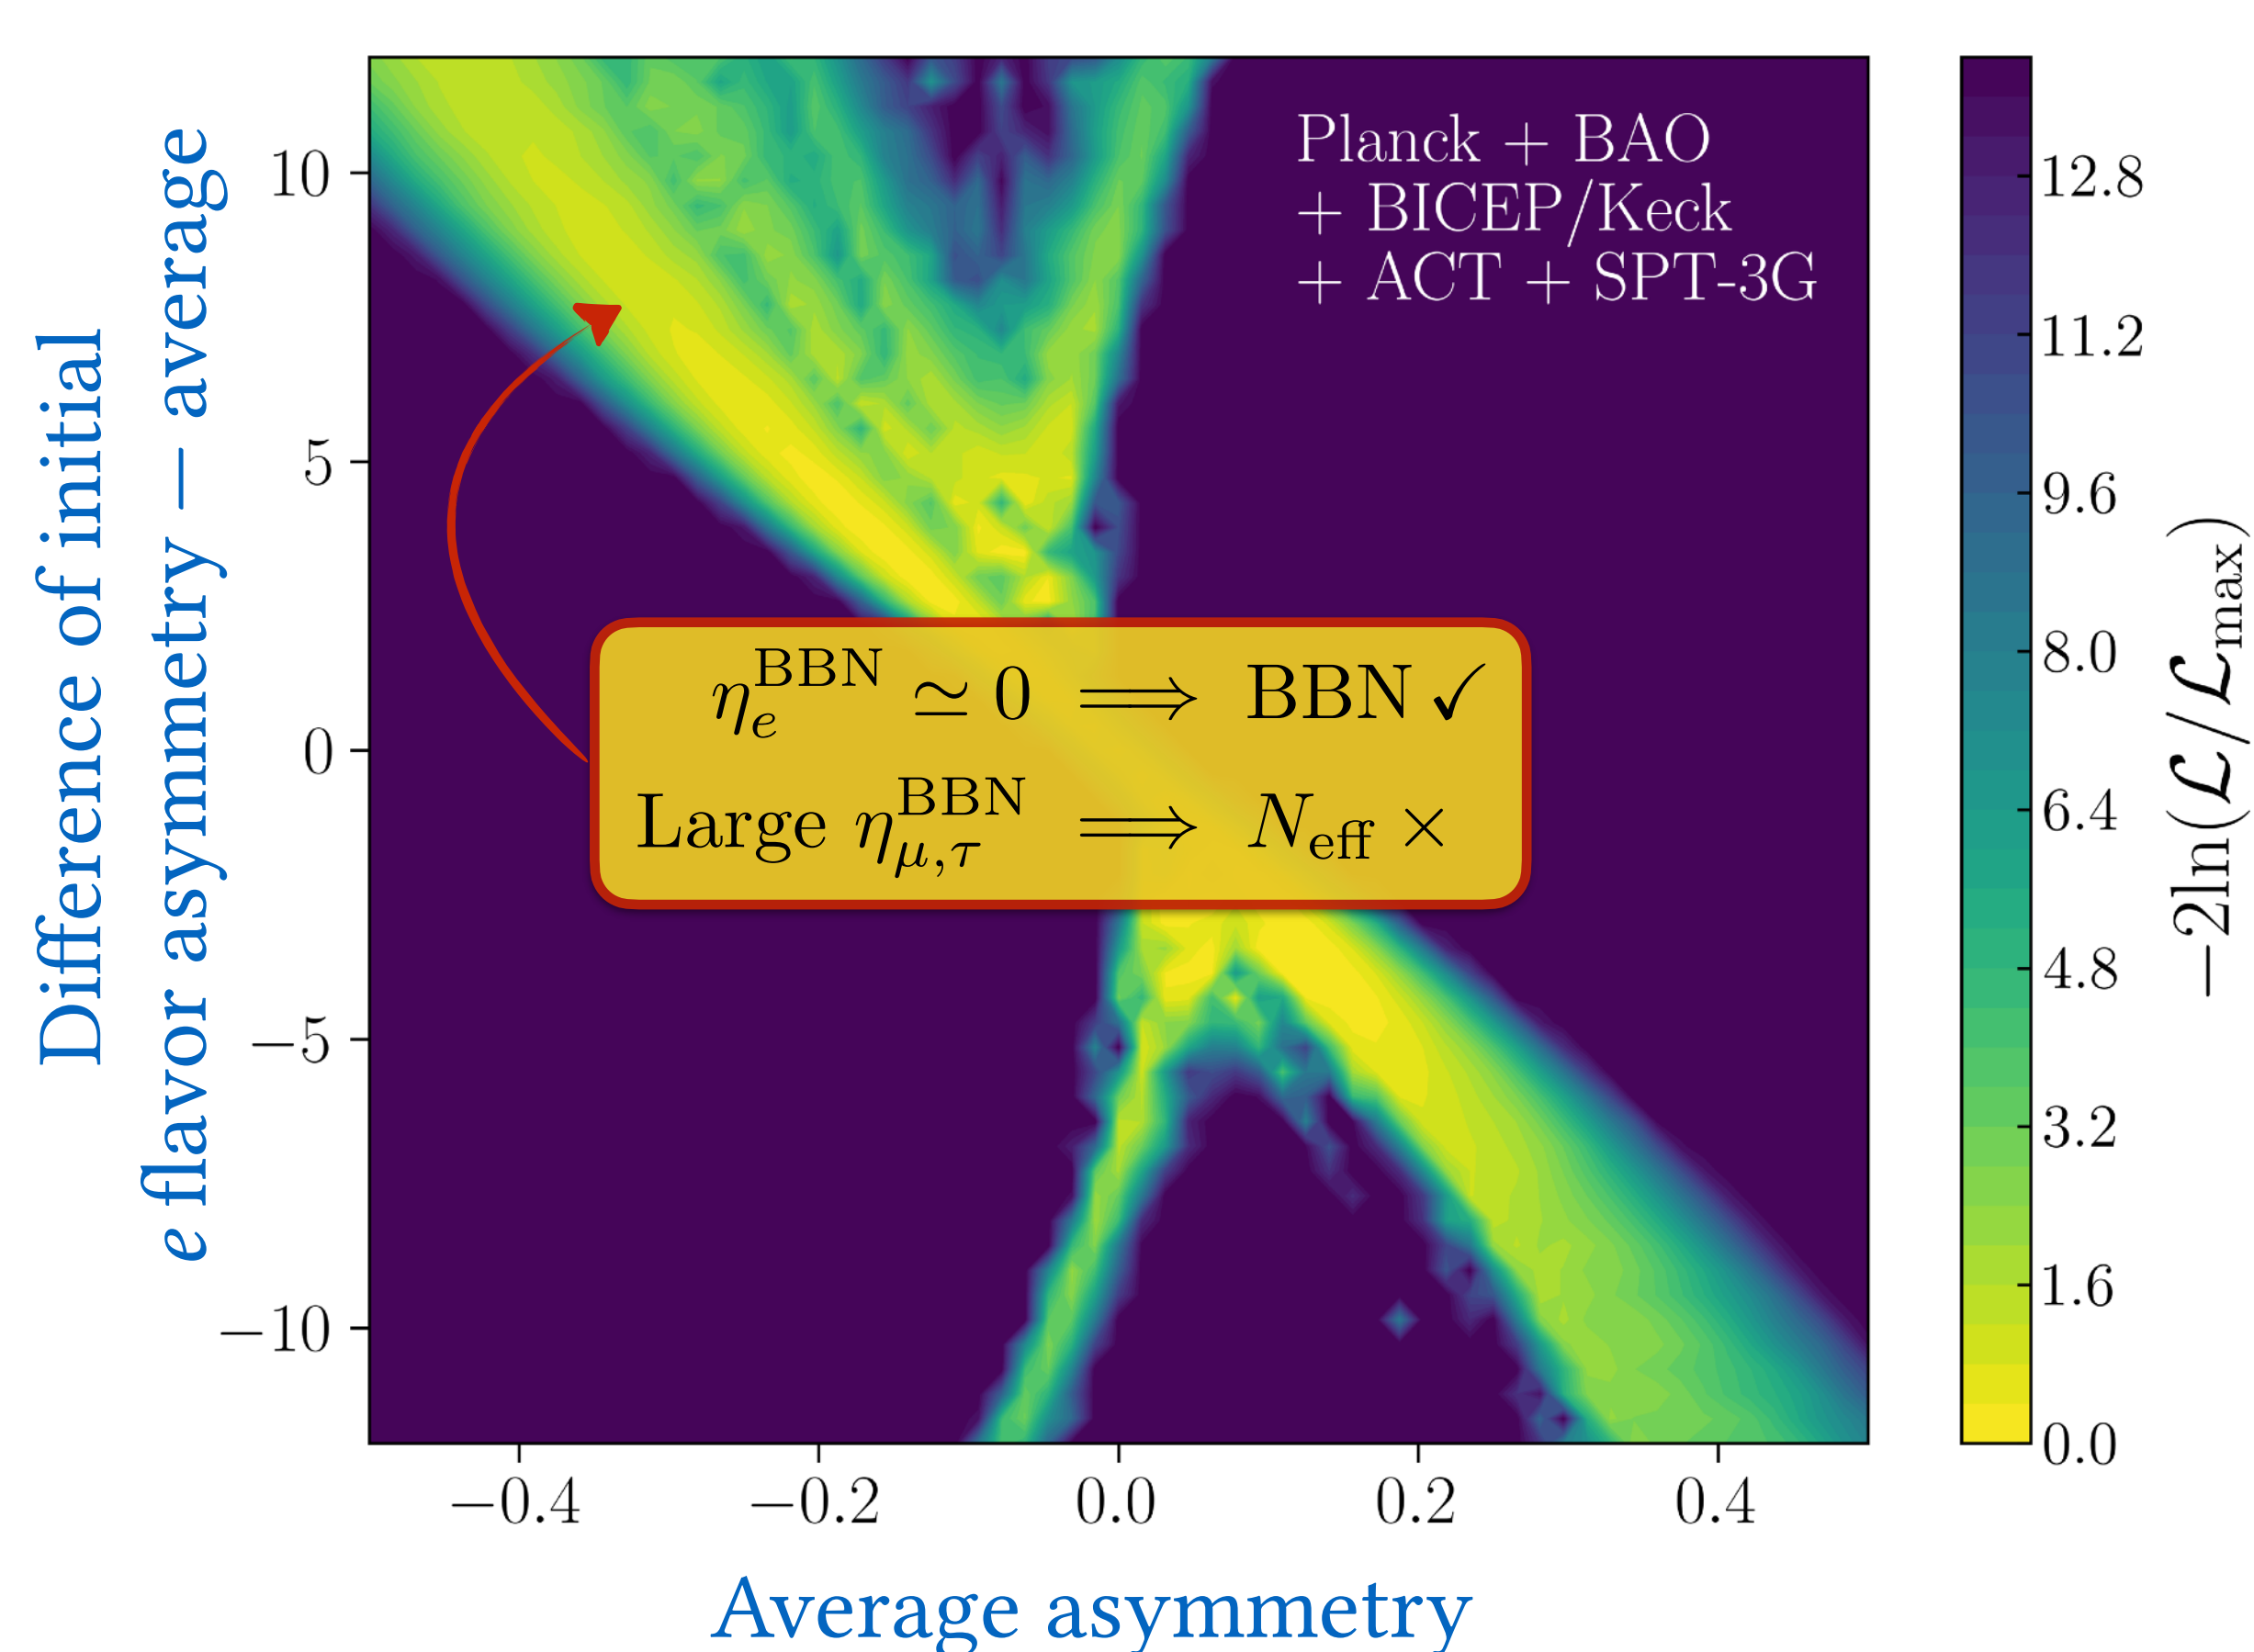 Difference of initial
e flavor asymmetry – average
10
5
0
−5
−10
Planck + BAO
+ BICEP/Keck
+ ACT + SPT-3G
η_e^BBN ≃ 0 ⟹ BBN ✓
Large η_μ,τ^BBN ⟹ N_eff ×
−0.4 −0.2 0.0 0.2 0.4
Average asymmetry
12.8
11.2
9.6
8.0
6.4
4.8
3.2
1.6
0.0
−2ln(ℒ//ℒ_max)